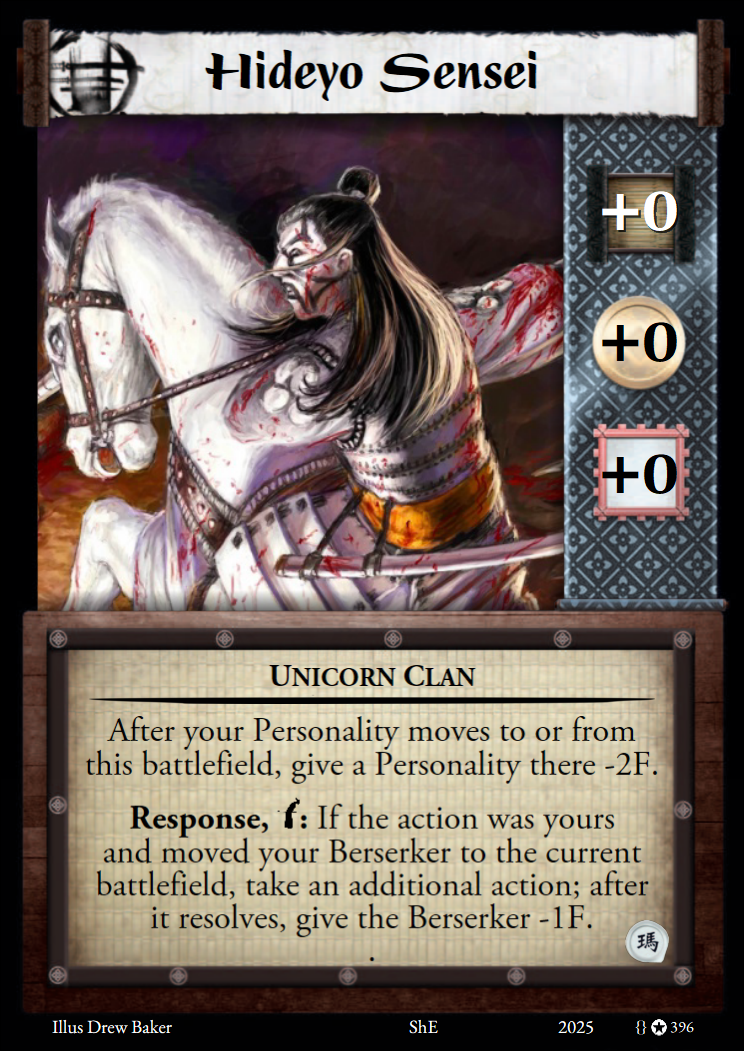 Hideyo Sensei
+0
+0
+0
Unicorn Clan
After your Personality moves to or from
this battlefield, give a Personality there -2F.
Response, : If the action was yours
and moved your Berserker to the current
battlefield, take an additional action; after
it resolves, give the Berserker -1F.
.
瑪
Illus Drew Baker ShE 2025 {} 396